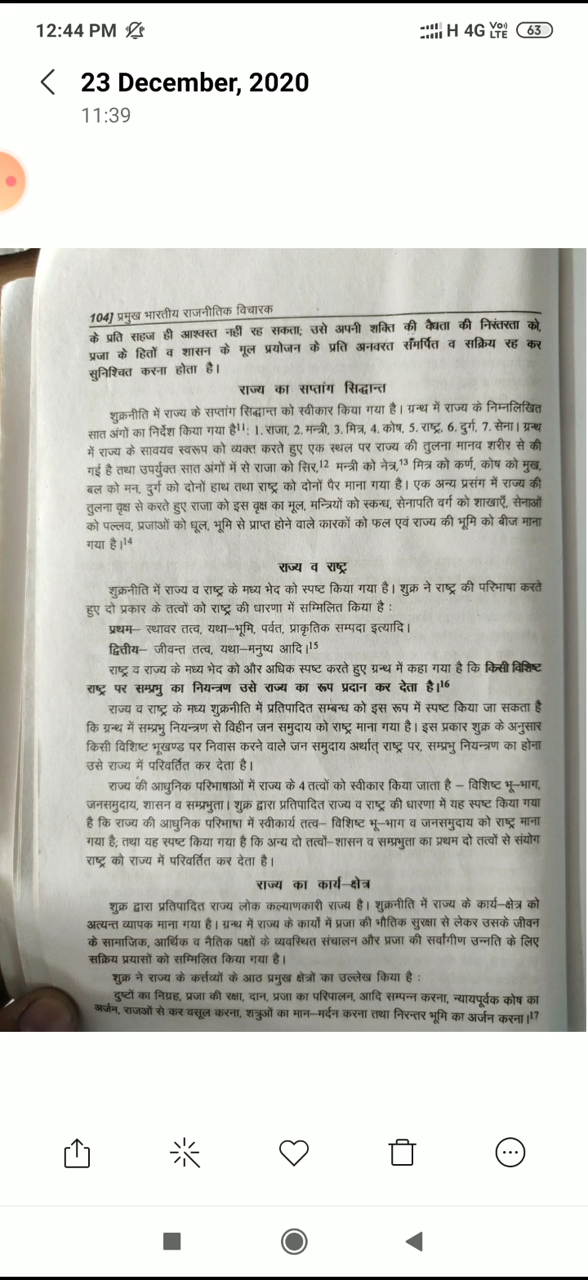 12:44 PM
H 4G Vo) LTE 63
23 December, 2020
11:39
104] प्रमुख भारतीय राजनीतिक विचारक
के प्रति सहज ही आश्वस्त नहीं रह सकता; उसे अपनी शक्ति की वैधता की निरंतरता को,
प्रजा के हितों व शासन के मूल प्रयोजन के प्रति अनवरत सँमर्पित व सक्रिय रह कर
सुनिश्चित करना होता है।
राज्य का सप्तांग सिद्धान्त
शुक्रनीति में राज्य के सप्तांग सिद्धान्त को स्वीकार किया गया है। ग्रन्थ में राज्य के निम्नलिखित
सात अंगों का निर्देश किया गया है11: 1. राजा, 2. मन्त्री, 3. मित्र, 4. कोष, 5. राष्ट्र, 6. दुर्ग, 7. सेना। ग्रन्थ
में राज्य के सावयव स्वरूप को व्यक्त करते हुए एक स्थल पर राज्य की तुलना मानव शरीर से की
गई है तथा उपर्युक्त सात अंगों में से राजा को सिर,12 मन्त्री को नेत्र,13 मित्र को कर्ण, कोष को मुख,
बल को मन, दुर्ग को दोनों हाथ तथा राष्ट्र को दोनों पैर माना गया है। एक अन्य प्रसंग में राज्य की
तुलना वृक्ष से करते हुए राजा को इस वृक्ष का मूल, मन्त्रियों को स्कन्ध, सेनापति वर्ग को शाखाएँ, सेनाओं
को पल्लव, प्रजाओं को धूल, भूमि से प्राप्त होने वाले कारकों को फल एवं राज्य की भूमि को बीज माना
गया है।14
राज्य व राष्ट्र
शुक्रनीति में राज्य व राष्ट्र के मध्य भेद को स्पष्ट किया गया है। शुक्र ने राष्ट्र की परिभाषा करते
हुए दो प्रकार के तत्वों को राष्ट्र की धारणा में सम्मिलित किया है :
प्रथम– स्थावर तत्व, यथा–भूमि, पर्वत, प्राकृतिक सम्पदा इत्यादि।
द्वितीय– जीवन्त तत्व, यथा–मनुष्य आदि।15
राष्ट्र व राज्य के मध्य भेद को और अधिक स्पष्ट करते हुए ग्रन्थ में कहा गया है कि किसी विशिष्ट
राष्ट्र पर सम्प्रभु का नियन्त्रण उसे राज्य का रूप प्रदान कर देता है।16
राज्य व राष्ट्र के मध्य शुक्रनीति में प्रतिपादित सम्बन्ध को इस रूप में स्पष्ट किया जा सकता है
कि ग्रन्थ में सम्प्रभु नियन्त्रण से विहीन जन समुदाय को राष्ट्र माना गया है। इस प्रकार शुक्र के अनुसार
किसी विशिष्ट भूखण्ड पर निवास करने वाले जन समुदाय अर्थात् राष्ट्र पर, सम्प्रभु नियन्त्रण का होना
उसे राज्य में परिवर्तित कर देता है।
राज्य की आधुनिक परिभाषाओं में राज्य के 4 तत्वों को स्वीकार किया जाता है – विशिष्ट भू–भाग,
जनसमुदाय, शासन व सम्प्रभुता। शुक्र द्वारा प्रतिपादित राज्य व राष्ट्र की धारणा में यह स्पष्ट किया गया
है कि राज्य की आधुनिक परिभाषा में स्वीकार्य तत्व– विशिष्ट भू–भाग व जनसमुदाय को राष्ट्र माना
गया है; तथा यह स्पष्ट किया गया है कि अन्य दो तत्वों–शासन व सम्प्रभुता का प्रथम दो तत्वों से संयोग
राष्ट्र को राज्य में परिवर्तित कर देता है।
राज्य का कार्य–क्षेत्र
शुक्र द्वारा प्रतिपादित राज्य लोक कल्याणकारी राज्य है। शुक्रनीति में राज्य के कार्य–क्षेत्र को
अत्यन्त व्यापक माना गया है। ग्रन्थ में राज्य के कार्यों में प्रजा की भौतिक सुरक्षा से लेकर उसके जीवन
के सामाजिक, आर्थिक व नैतिक पक्षों के व्यवस्थित संचालन और प्रजा की सर्वांगीण उन्नति के लिए
सक्रिय प्रयासों को सम्मिलित किया गया है।
शुक्र ने राज्य के कर्त्तव्यों के आठ प्रमुख क्षेत्रों का उल्लेख किया है :
दुष्टों का निग्रह, प्रजा की रक्षा, दान, प्रजा का परिपालन, आदि सम्पन्न करना, न्यायपूर्वक कोष का
अर्जन, राजओं से कर वसूल करना, शत्रुओं का मान–मर्दन करना तथा निरन्तर भूमि का अर्जन करना।17